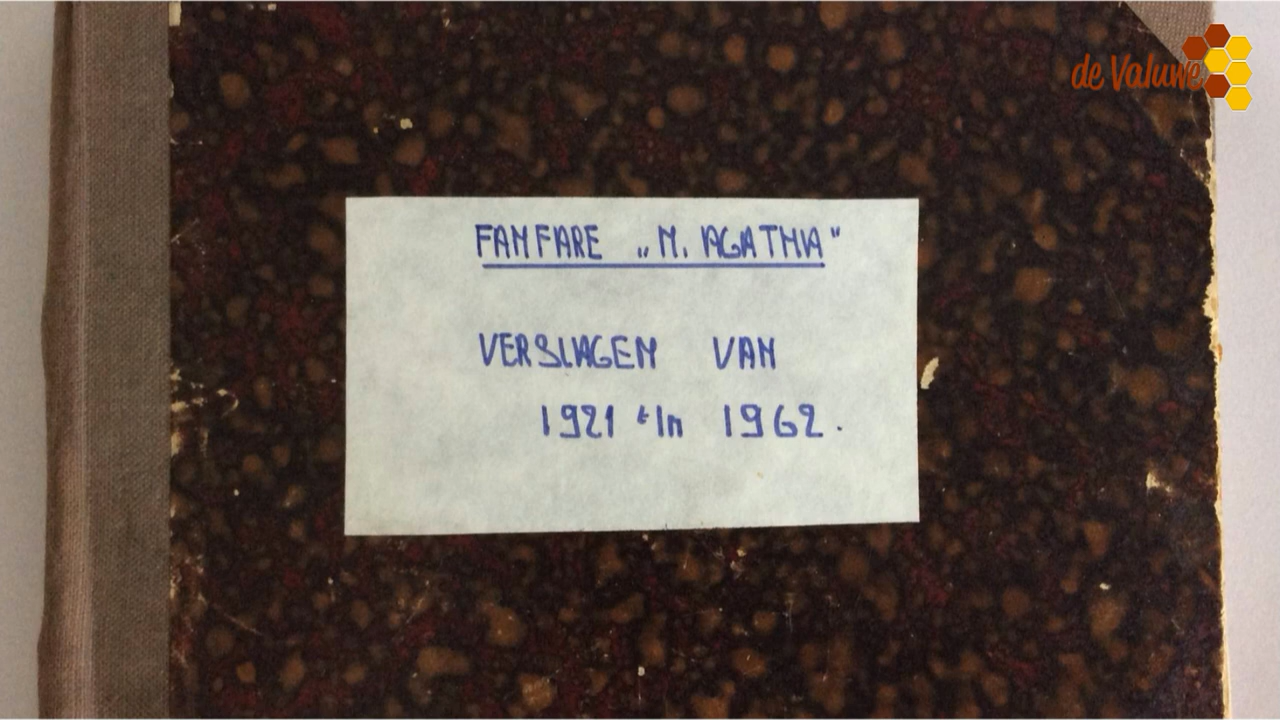 de Valuwe
FANFARE „H. AGATHA"
VERSLAGEN VAN
1921 t/m 1962.